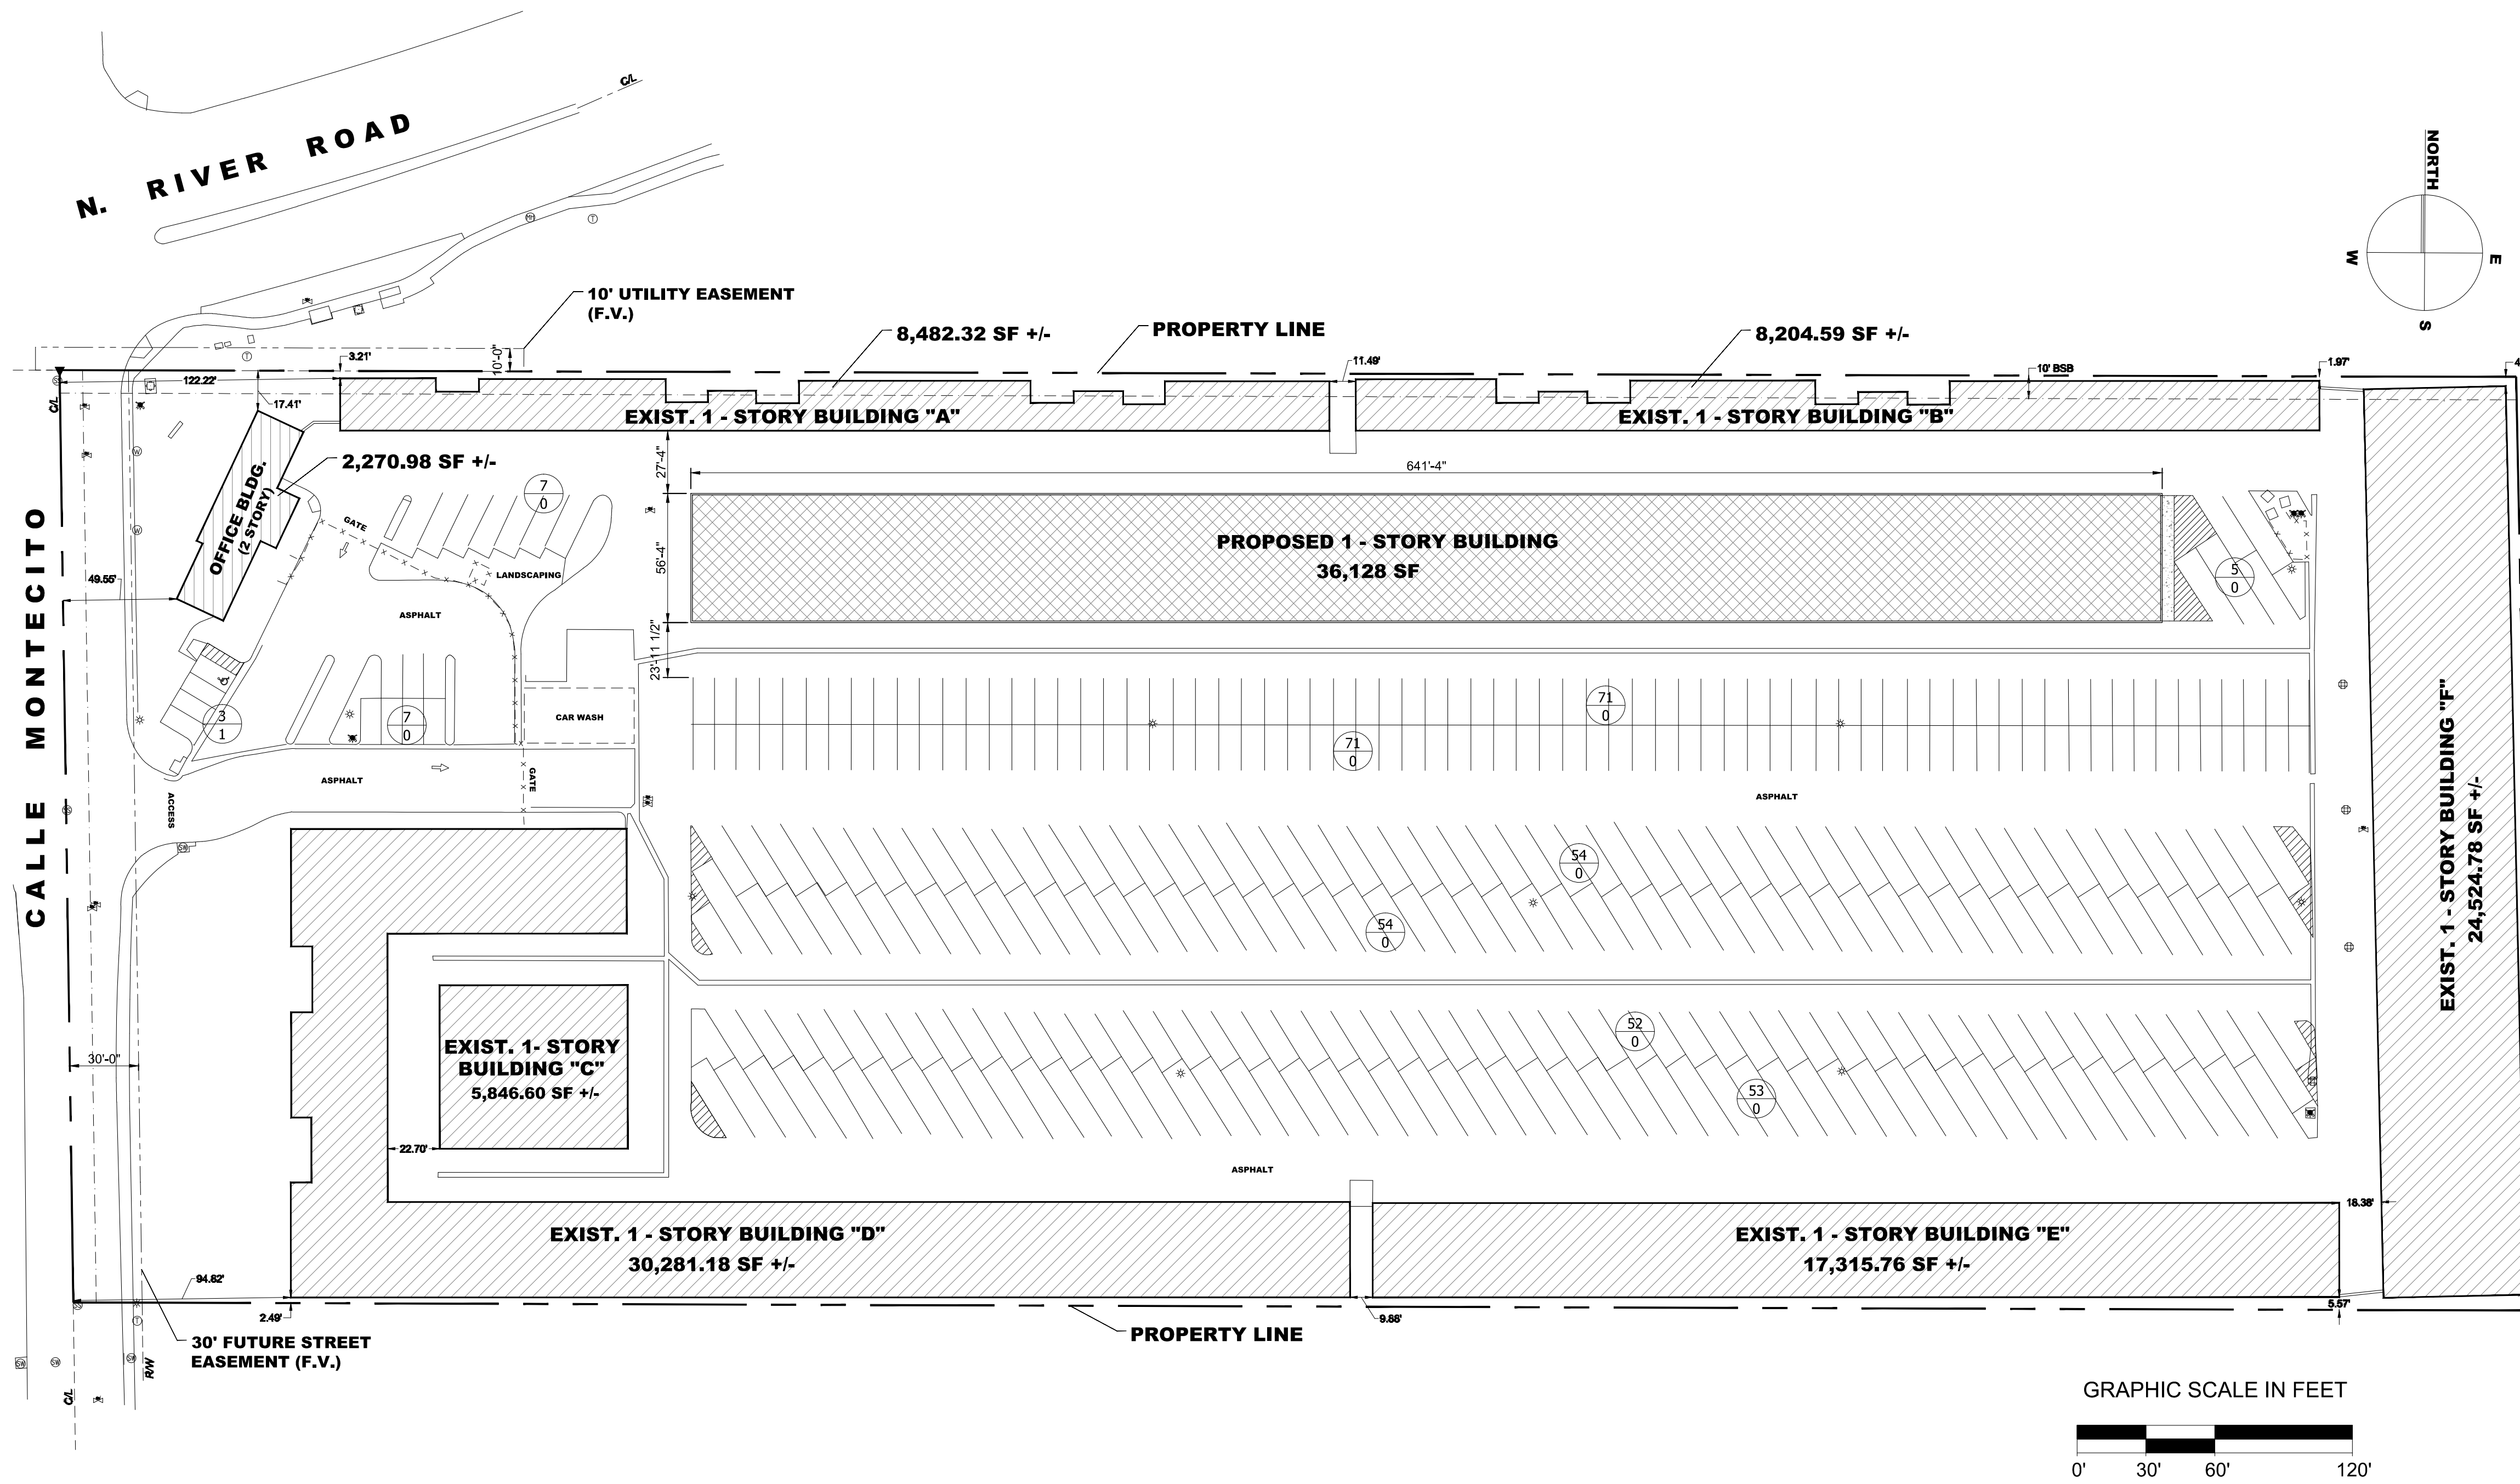 N. RIVER ROAD
C/L
NORTH
W
E
S
10' UTILITY EASEMENT
(F.V.)
8,482.32 SF +/-
PROPERTY LINE
8,204.59 SF +/-
3.21'
10'-0"
11.49'
10' BSB
1.97'
4
122.22'
C/L
17.41'
EXIST. 1 - STORY BUILDING "A"
EXIST. 1 - STORY BUILDING "B"
2,270.98 SF +/-
OFFICE BLDG.
(2 STORY)
27'-4"
641'-4"
7
0
GATE
LANDSCAPING
ASPHALT
56'-4"
PROPOSED 1 - STORY BUILDING
36,128 SF
5
0
49.55'
CALLE MONTECITO
23'-11 1/2"
CAR WASH
3
1
7
0
71
0
71
0
ASPHALT
GATE
ACCESS
ASPHALT
EXIST. 1 - STORY BUILDING "F"
24,524.78 SF +/-
54
0
54
0
30'-0"
EXIST. 1- STORY
BUILDING "C"
5,846.60 SF +/-
52
0
53
0
22.70'
ASPHALT
18.38'
EXIST. 1 - STORY BUILDING "D"
30,281.18 SF +/-
EXIST. 1 - STORY BUILDING "E"
17,315.76 SF +/-
94.82'
2.49'
9.88'
5.57'
30' FUTURE STREET
EASEMENT (F.V.)
PROPERTY LINE
R/W
C/L
MH
T
T
W
W
SW
T
SW
SW
SW
GRAPHIC SCALE IN FEET
0' 30' 60' 120'